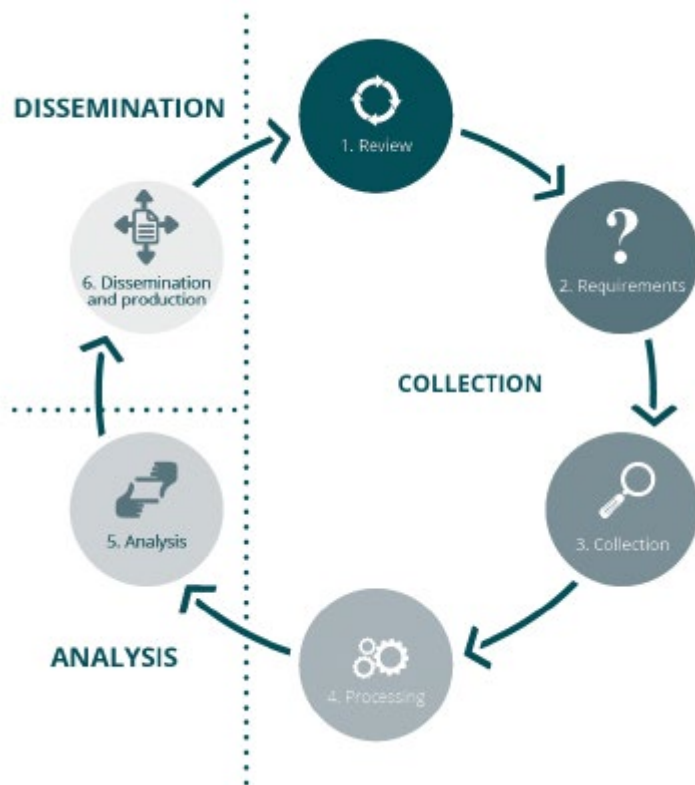 DISSEMINATION
1. Review
6. Dissemination
and production
2. Requirements
COLLECTION
3. Collection
5. Analysis
ANALYSIS
4. Processing